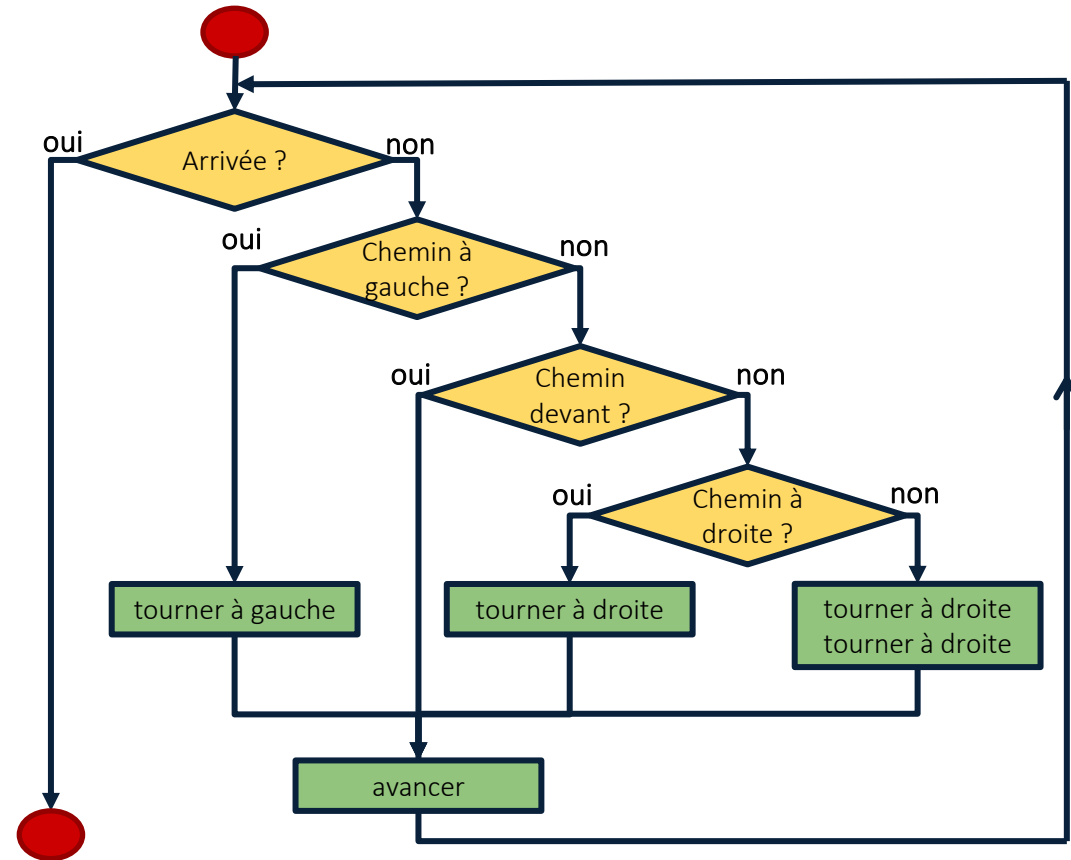 oui
Arrivée ?
non
oui
Chemin à
gauche ?
non
oui
Chemin
devant ?
non
oui
Chemin à
droite ?
non
tourner à gauche
tourner à droite
tourner à droite
tourner à droite
avancer